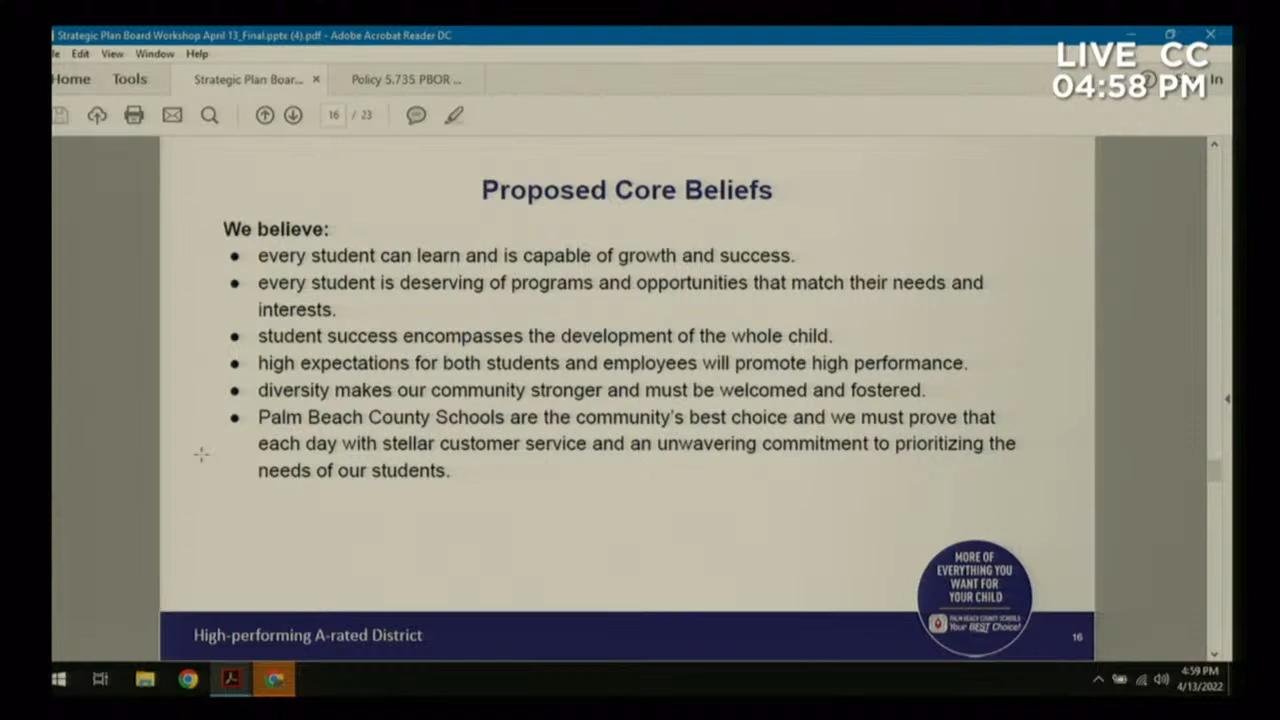 Strategic Plan Board Workshop April 13_Final.pptx (4).pdf - Adobe Acrobat Reader DC
Edit View Window Help
LIVE CC
04:58 PM
Home Tools Strategic Plan Boar... × Policy 5.735 PBOR ... In
16 / 23
Proposed Core Beliefs
We believe:
• every student can learn and is capable of growth and success.
• every student is deserving of programs and opportunities that match their needs and
interests.
• student success encompasses the development of the whole child.
• high expectations for both students and employees will promote high performance.
• diversity makes our community stronger and must be welcomed and fostered.
• Palm Beach County Schools are the community's best choice and we must prove that
each day with stellar customer service and an unwavering commitment to prioritizing the
needs of our students.
MORE OF
EVERYTHING YOU
WANT FOR
YOUR CHILD
PALM BEACH COUNTY SCHOOLS
Your BEST Choice!
High-performing A-rated District
16
4:59 PM
4/13/2022